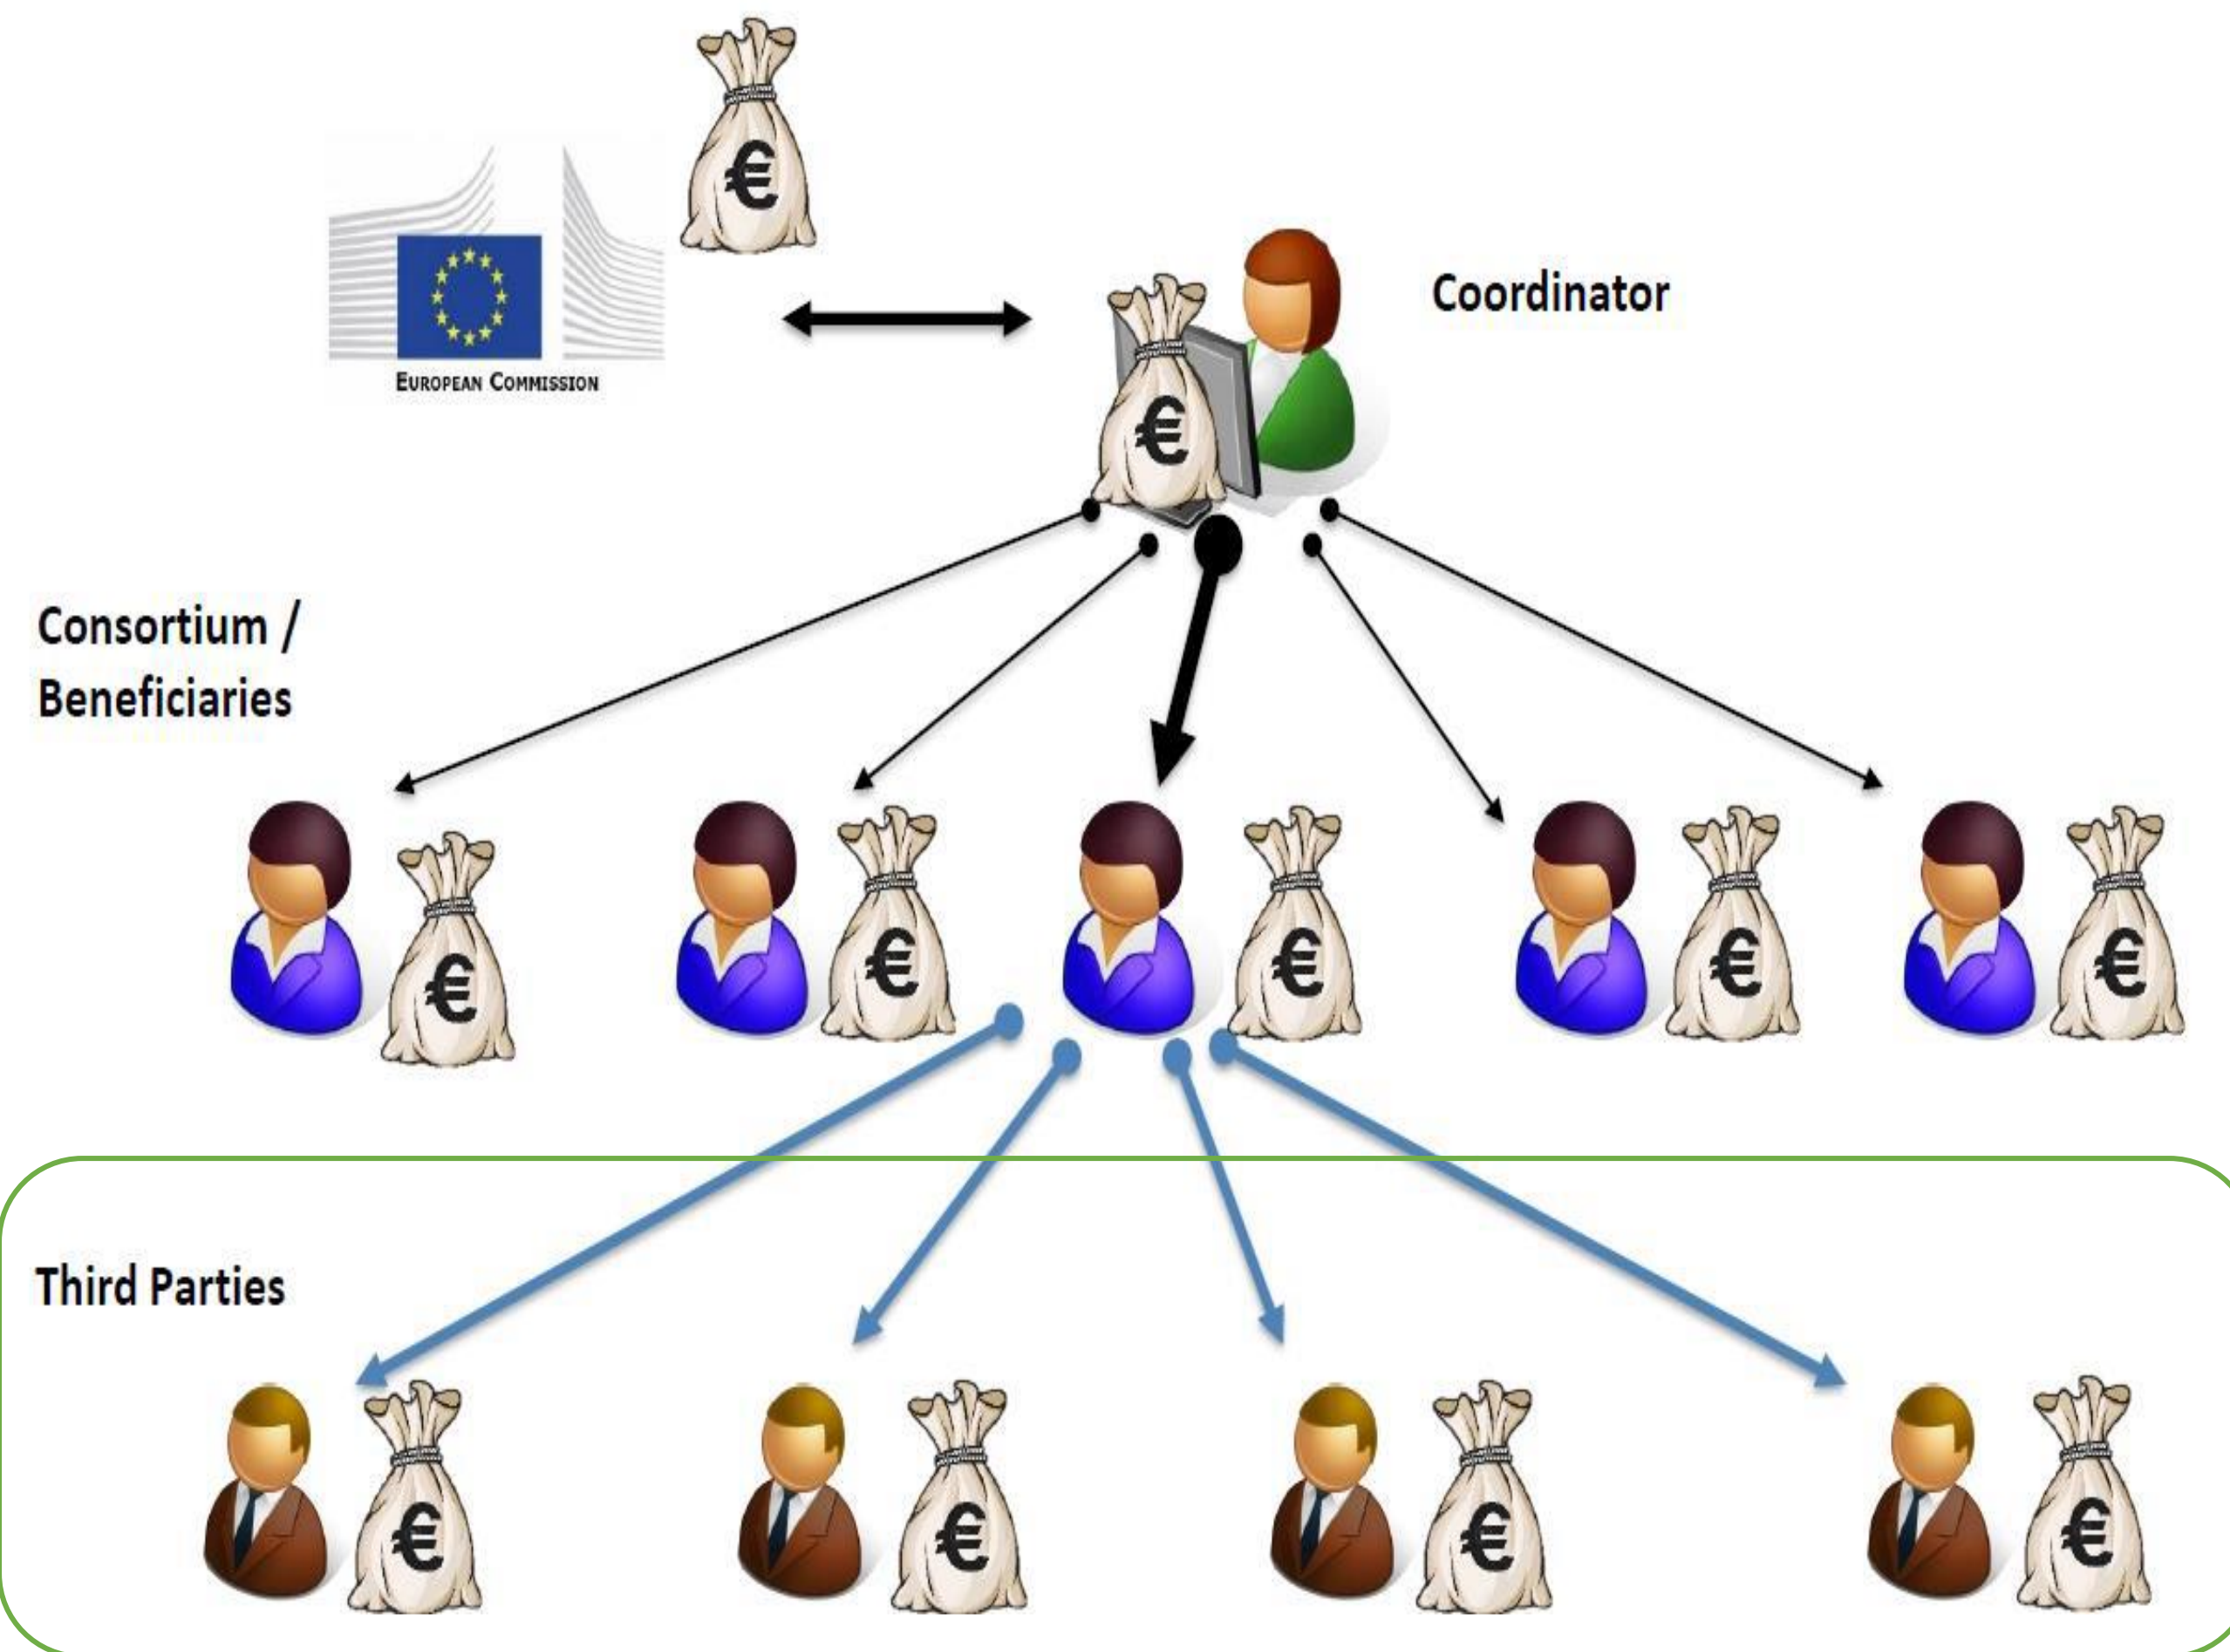 €
EUROPEAN COMMISSION
Coordinator
€
Consortium /
Beneficiaries
€ € € € €
Third Parties
€ € € €